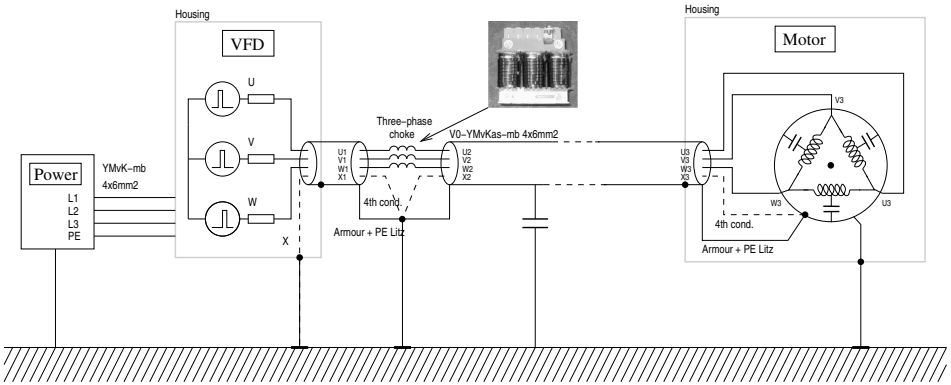 Housing
VFD
U
V
W
X
Power
YMvK-mb
4x6mm2
L1
L2
L3
PE
Three-phase
choke
U1
V1
W1
X1
4th cond.
Armour + PE Litz
V0-YMvKas-mb 4x6mm2
U2
V2
W2
X2
Housing
Motor
U3
V3
W3
X3
4th cond.
Armour + PE Litz
V3
W3
U3